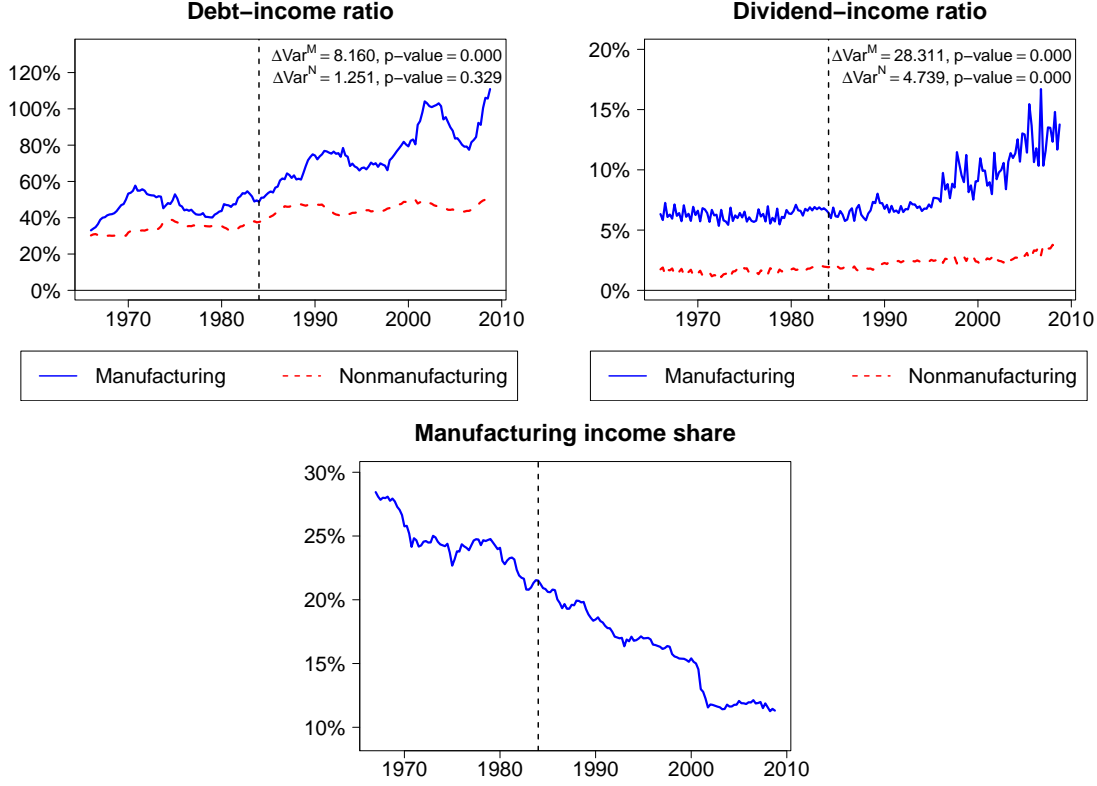 Debt−income ratio
ΔVar^M = 8.160, p−value = 0.000
ΔVar^N = 1.251, p−value = 0.329
120%
100%
80%
60%
40%
20%
0%
1970 1980 1990 2000 2010
Manufacturing Nonmanufacturing
Dividend−income ratio
ΔVar^M = 28.311, p−value = 0.000
ΔVar^N = 4.739, p−value = 0.000
20%
15%
10%
5%
0%
1970 1980 1990 2000 2010
Manufacturing Nonmanufacturing
Manufacturing income share
30%
25%
20%
15%
10%
1970 1980 1990 2000 2010